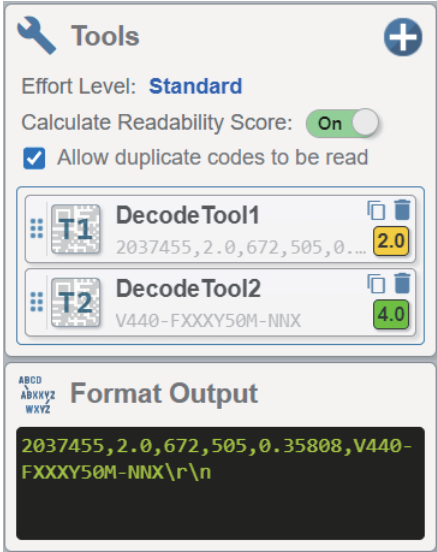 Tools
Effort Level: Standard
Calculate Readability Score: On
Allow duplicate codes to be read
T1
DecodeTool1
2037455,2.0,672,505,0....
2.0
T2
DecodeTool2
V440-FXXXY50M-NNX
4.0
ABCD
ABXXYZ
WXYZ
Format Output
2037455,2.0,672,505,0.35808,V440-
FXXXY50M-NNX\r\n